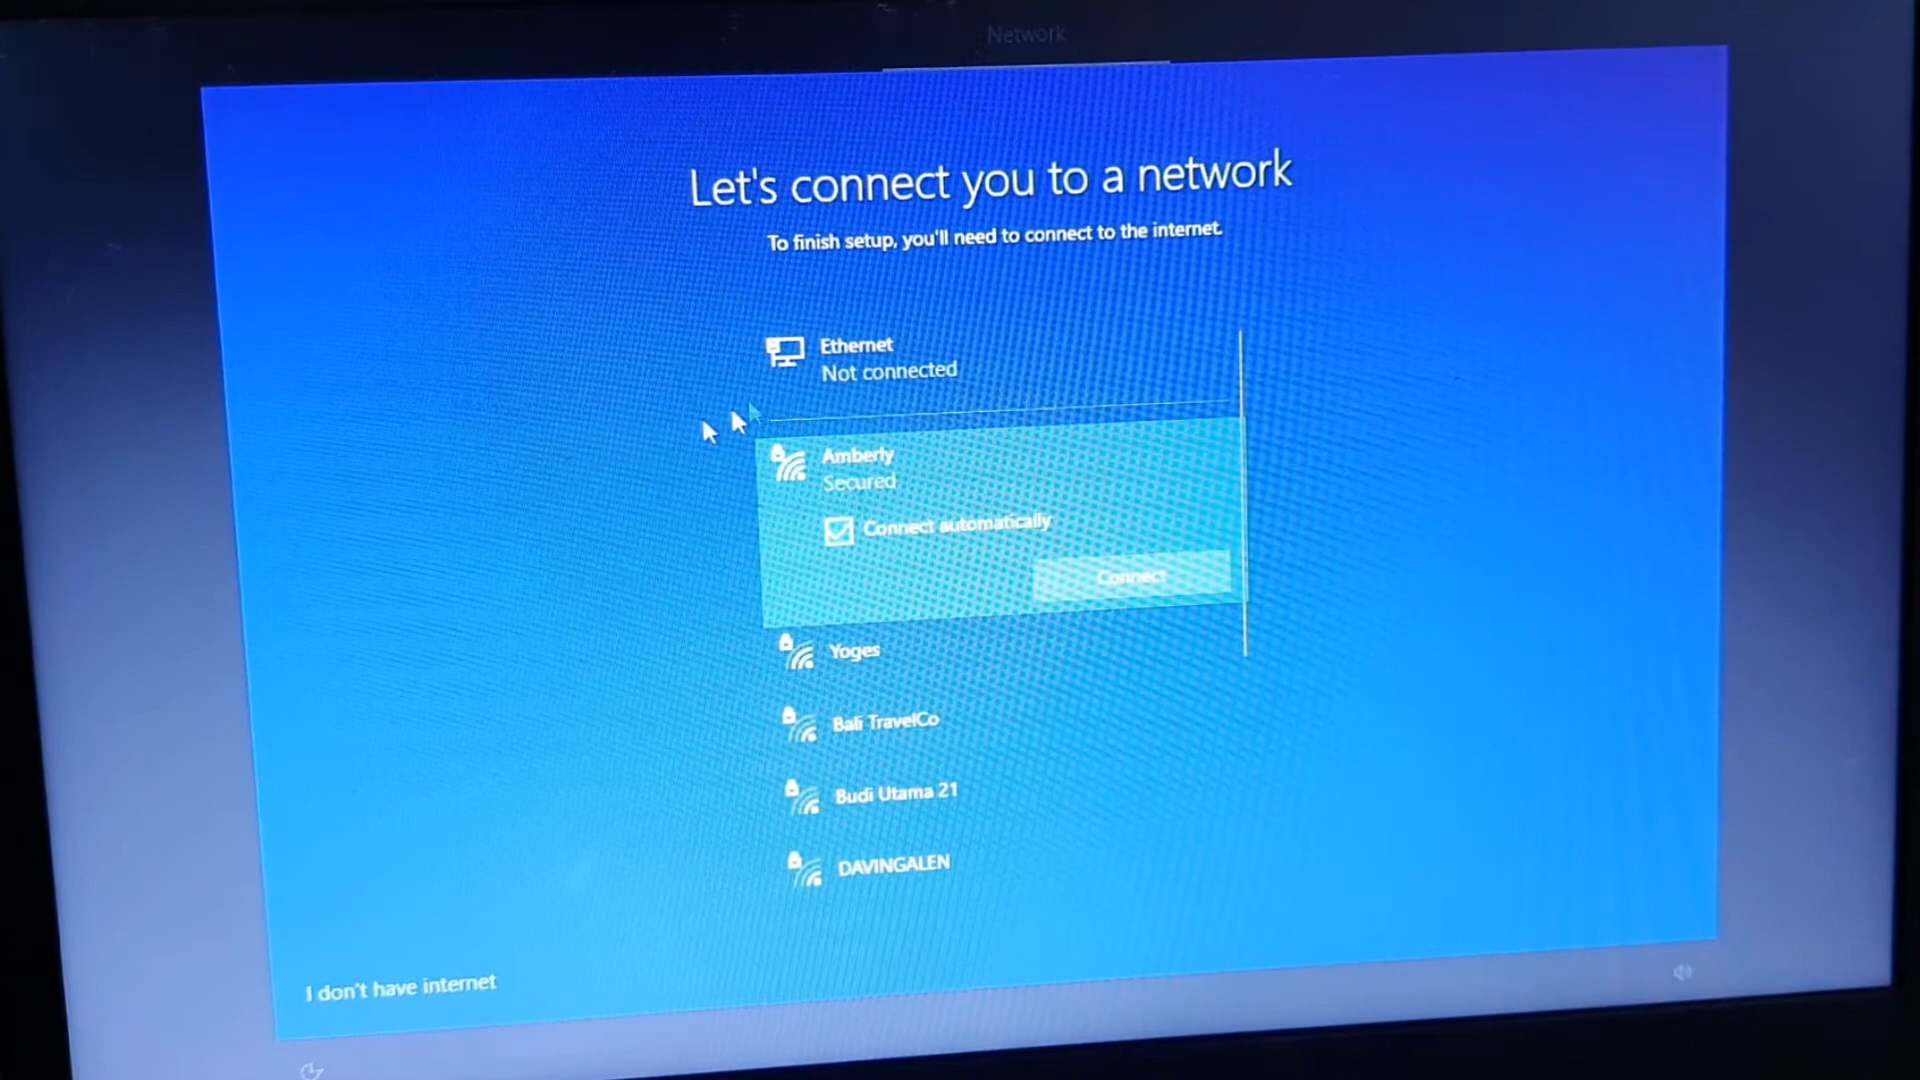 Network
Let's connect you to a network
To finish setup, you'll need to connect to the internet.
Ethernet
Not connected
Amberly
Secured
Connect automatically
Connect
Yoges
Bali TravelCo
Budi Utama 21
DAVINGALEN
I don't have internet